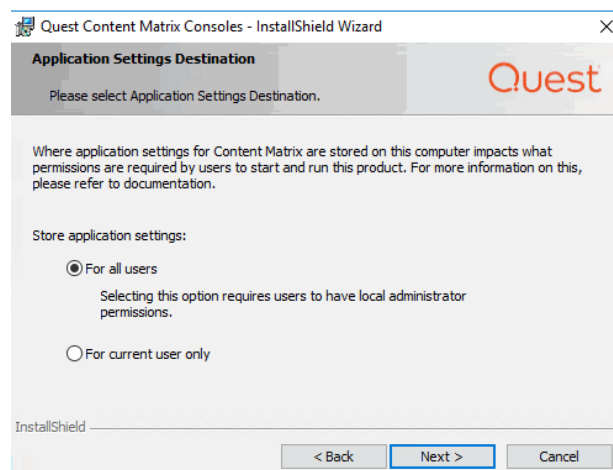 Quest Content Matrix Consoles - InstallShield Wizard
Application Settings Destination
Please select Application Settings Destination.
Quest
Where application settings for Content Matrix are stored on this computer impacts what
permissions are required by users to start and run this product. For more information on this,
please refer to documentation.
Store application settings:
For all users
Selecting this option requires users to have local administrator
permissions.
For current user only
InstallShield
< Back
Next >
Cancel